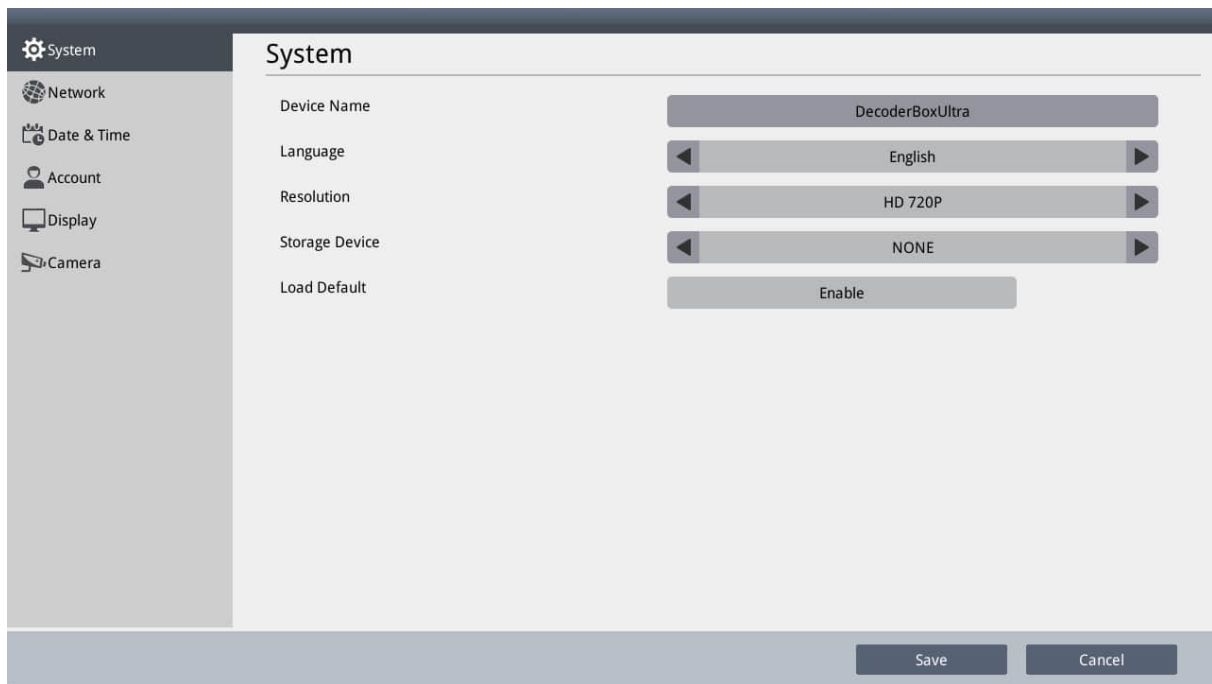 System
Network
Date & Time
Account
Display
Camera
System
Device Name DecoderBoxUltra
Language English
Resolution HD 720P
Storage Device NONE
Load Default Enable
Save Cancel